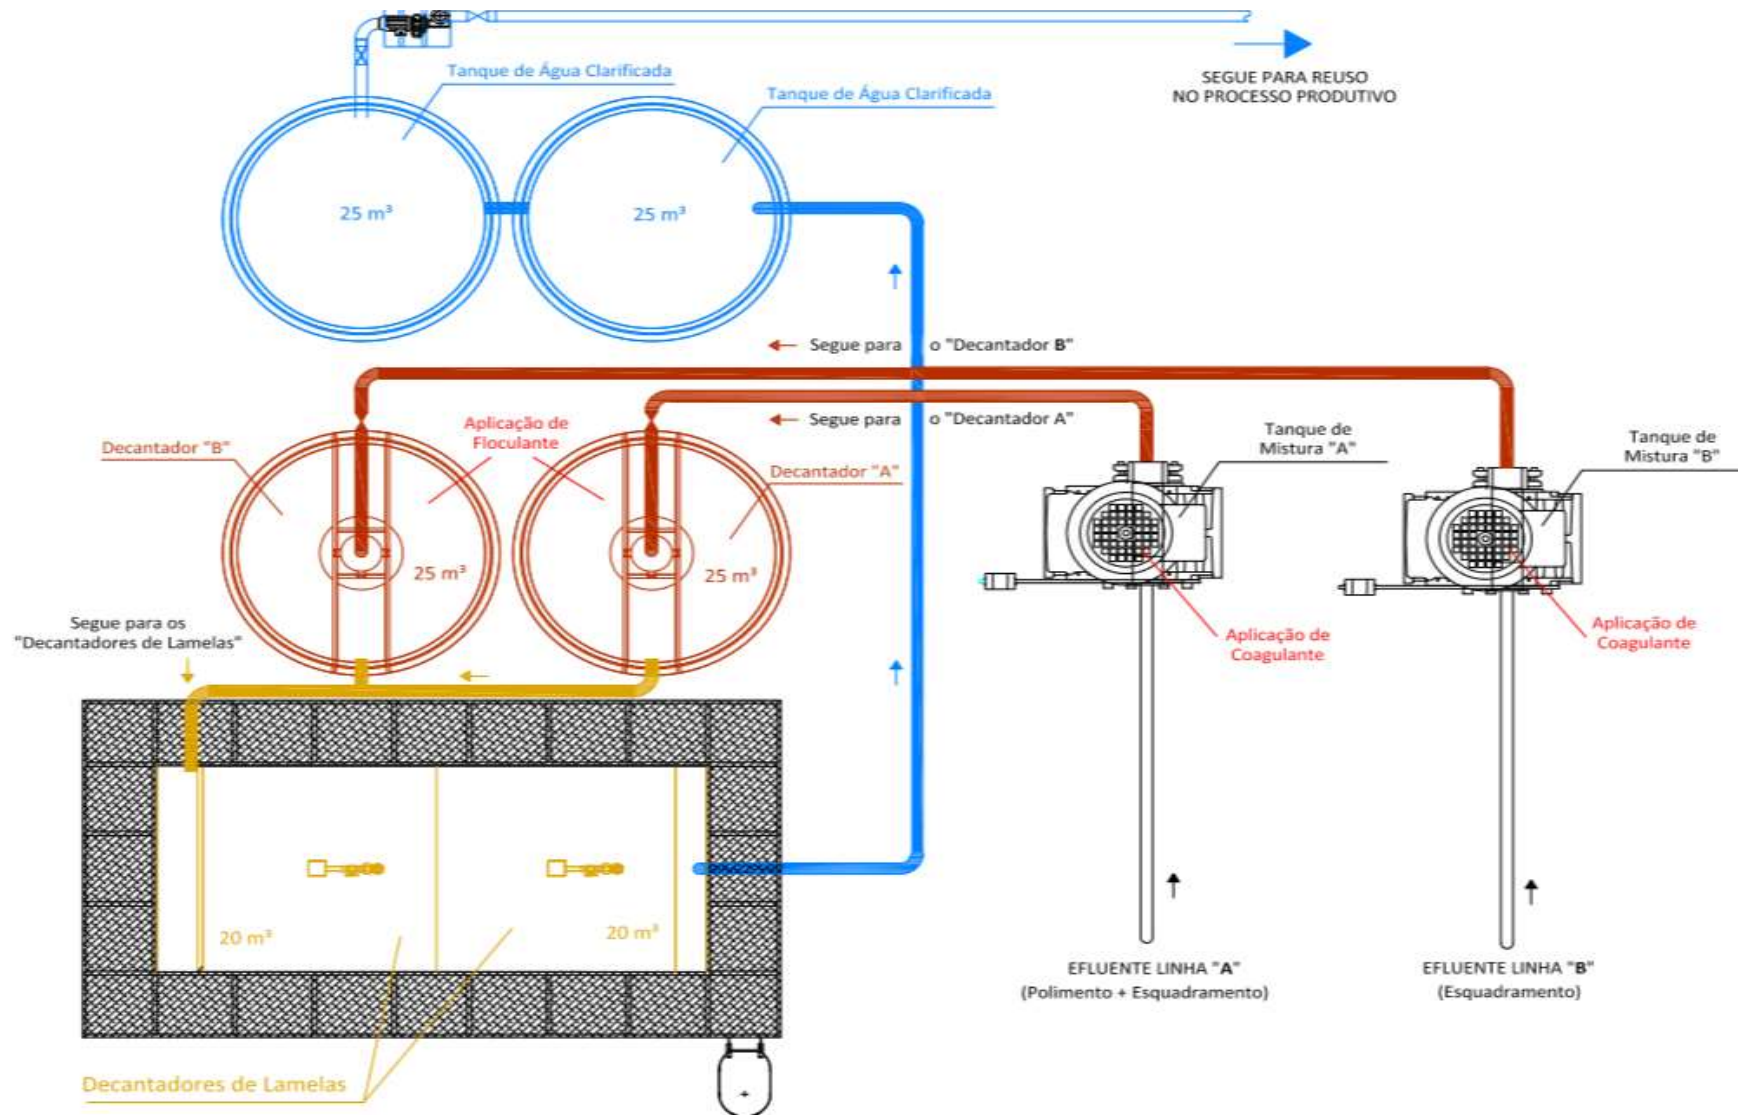 Tanque de Água Clarificada
Tanque de Água Clarificada
SEGUE PARA REUSO
NO PROCESSO PRODUTIVO
25 m³
25 m³
Segue para o "Decantador B"
Segue para o "Decantador A"
Decantador "B"
Aplicação de
Floculante
Decantador "A"
Tanque de
Mistura "A"
Tanque de
Mistura "B"
25 m³
25 m³
Segue para os
"Decantadores de Lamelas"
Aplicação de
Coagulante
Aplicação de
Coagulante
20 m³
20 m³
EFLUENTE LINHA "A"
(Polimento + Esquadramento)
EFLUENTE LINHA "B"
(Esquadramento)
Decantadores de Lamelas